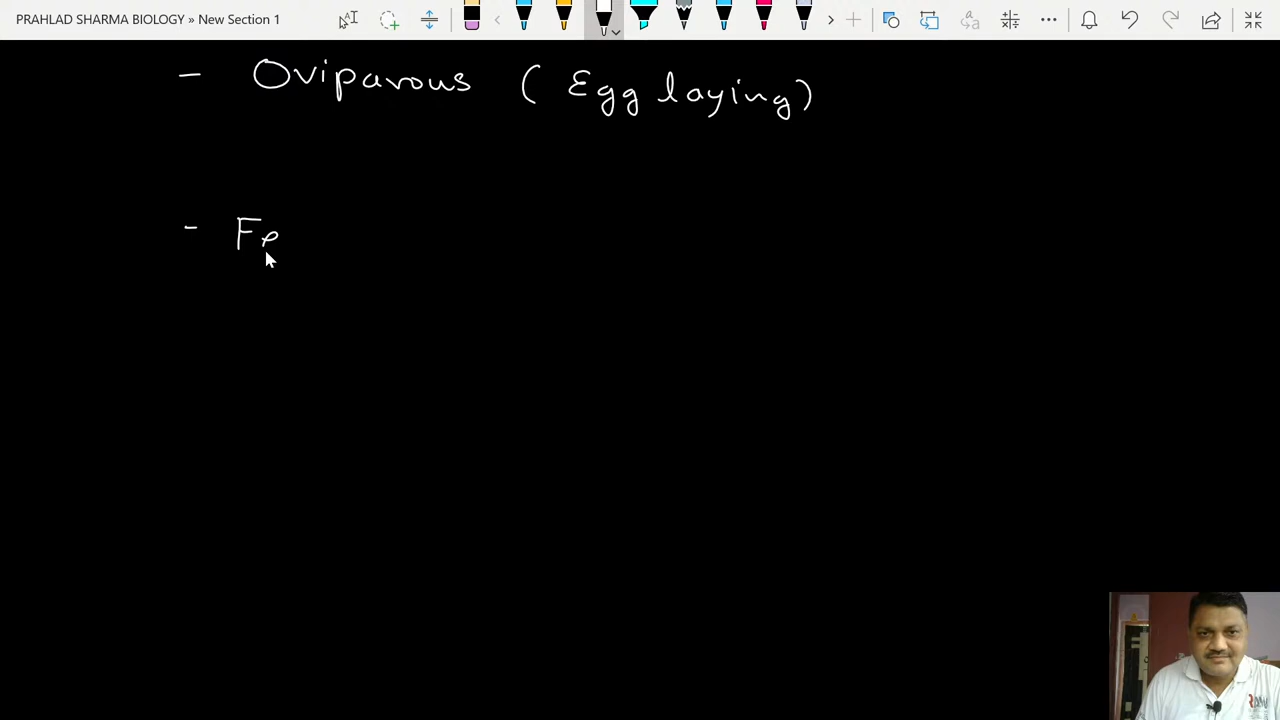 PRAHLAD SHARMA BIOLOGY » New Section 1
- Oviparous ( Egg laying)
- Fe